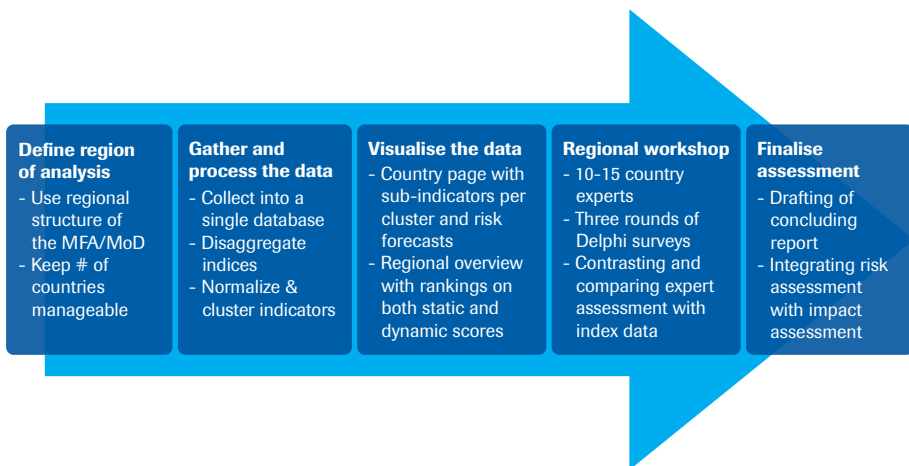 Define region
of analysis
- Use regional
structure of
the MFA/MoD
- Keep # of
countries
manageable
Gather and
process the data
- Collect into a
single database
- Disaggregate
indices
- Normalize &
cluster indicators
Visualise the data
- Country page with
sub-indicators per
cluster and risk
forecasts
- Regional overview
with rankings on
both static and
dynamic scores
Regional workshop
- 10-15 country
experts
- Three rounds of
Delphi surveys
- Contrasting and
comparing expert
assessment with
index data
Finalise
assessment
- Drafting of
concluding
report
- Integrating risk
assessment
with impact
assessment